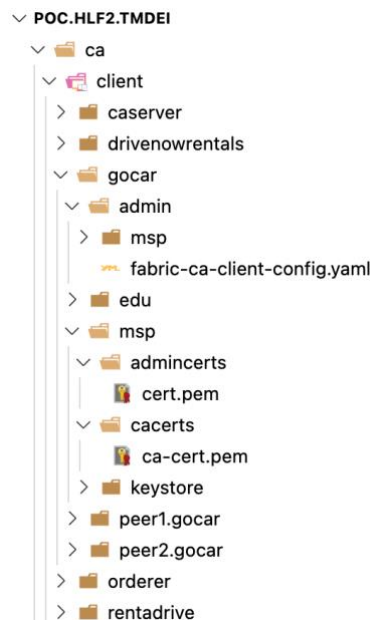 POC.HLF2.TMDEI
ca
client
caserver
drivenowrentals
gocar
admin
msp
fabric-ca-client-config.yaml
edu
msp
admincerts
cert.pem
cacerts
ca-cert.pem
keystore
peer1.gocar
peer2.gocar
orderer
rentadrive